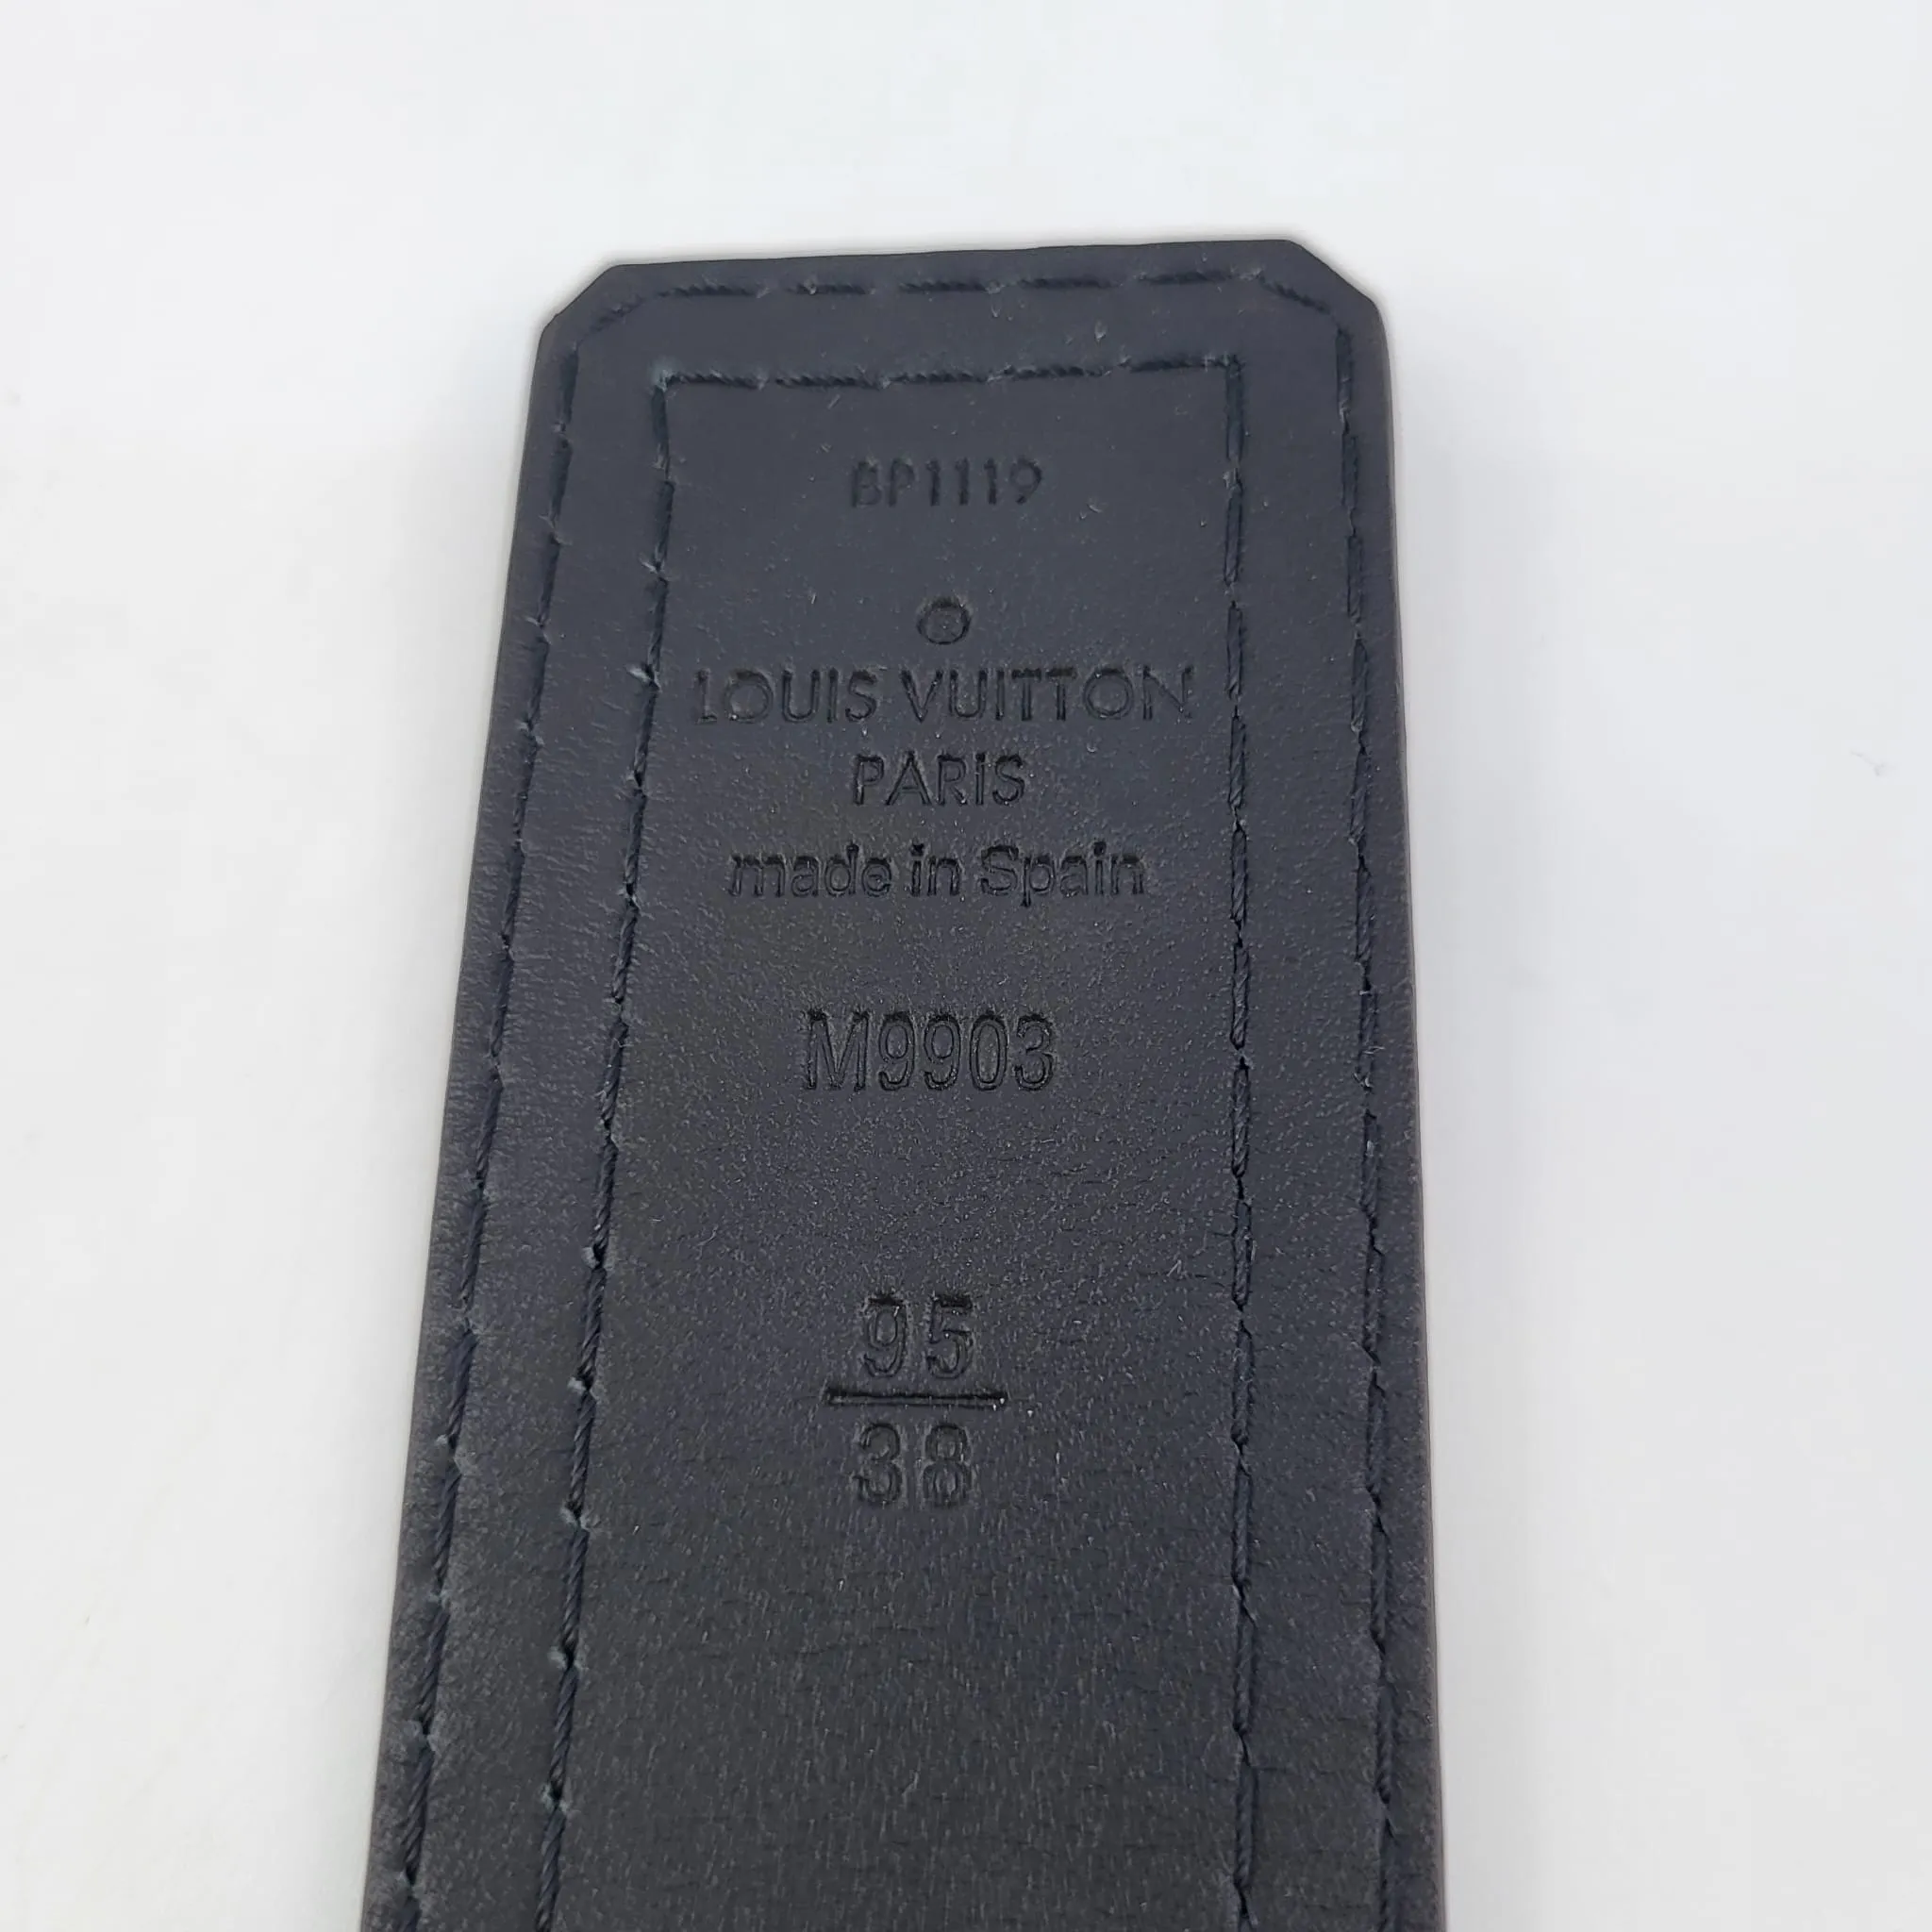 BP1119
LOUIS VUITTON
PARIS
made in Spain
M9903
95
38